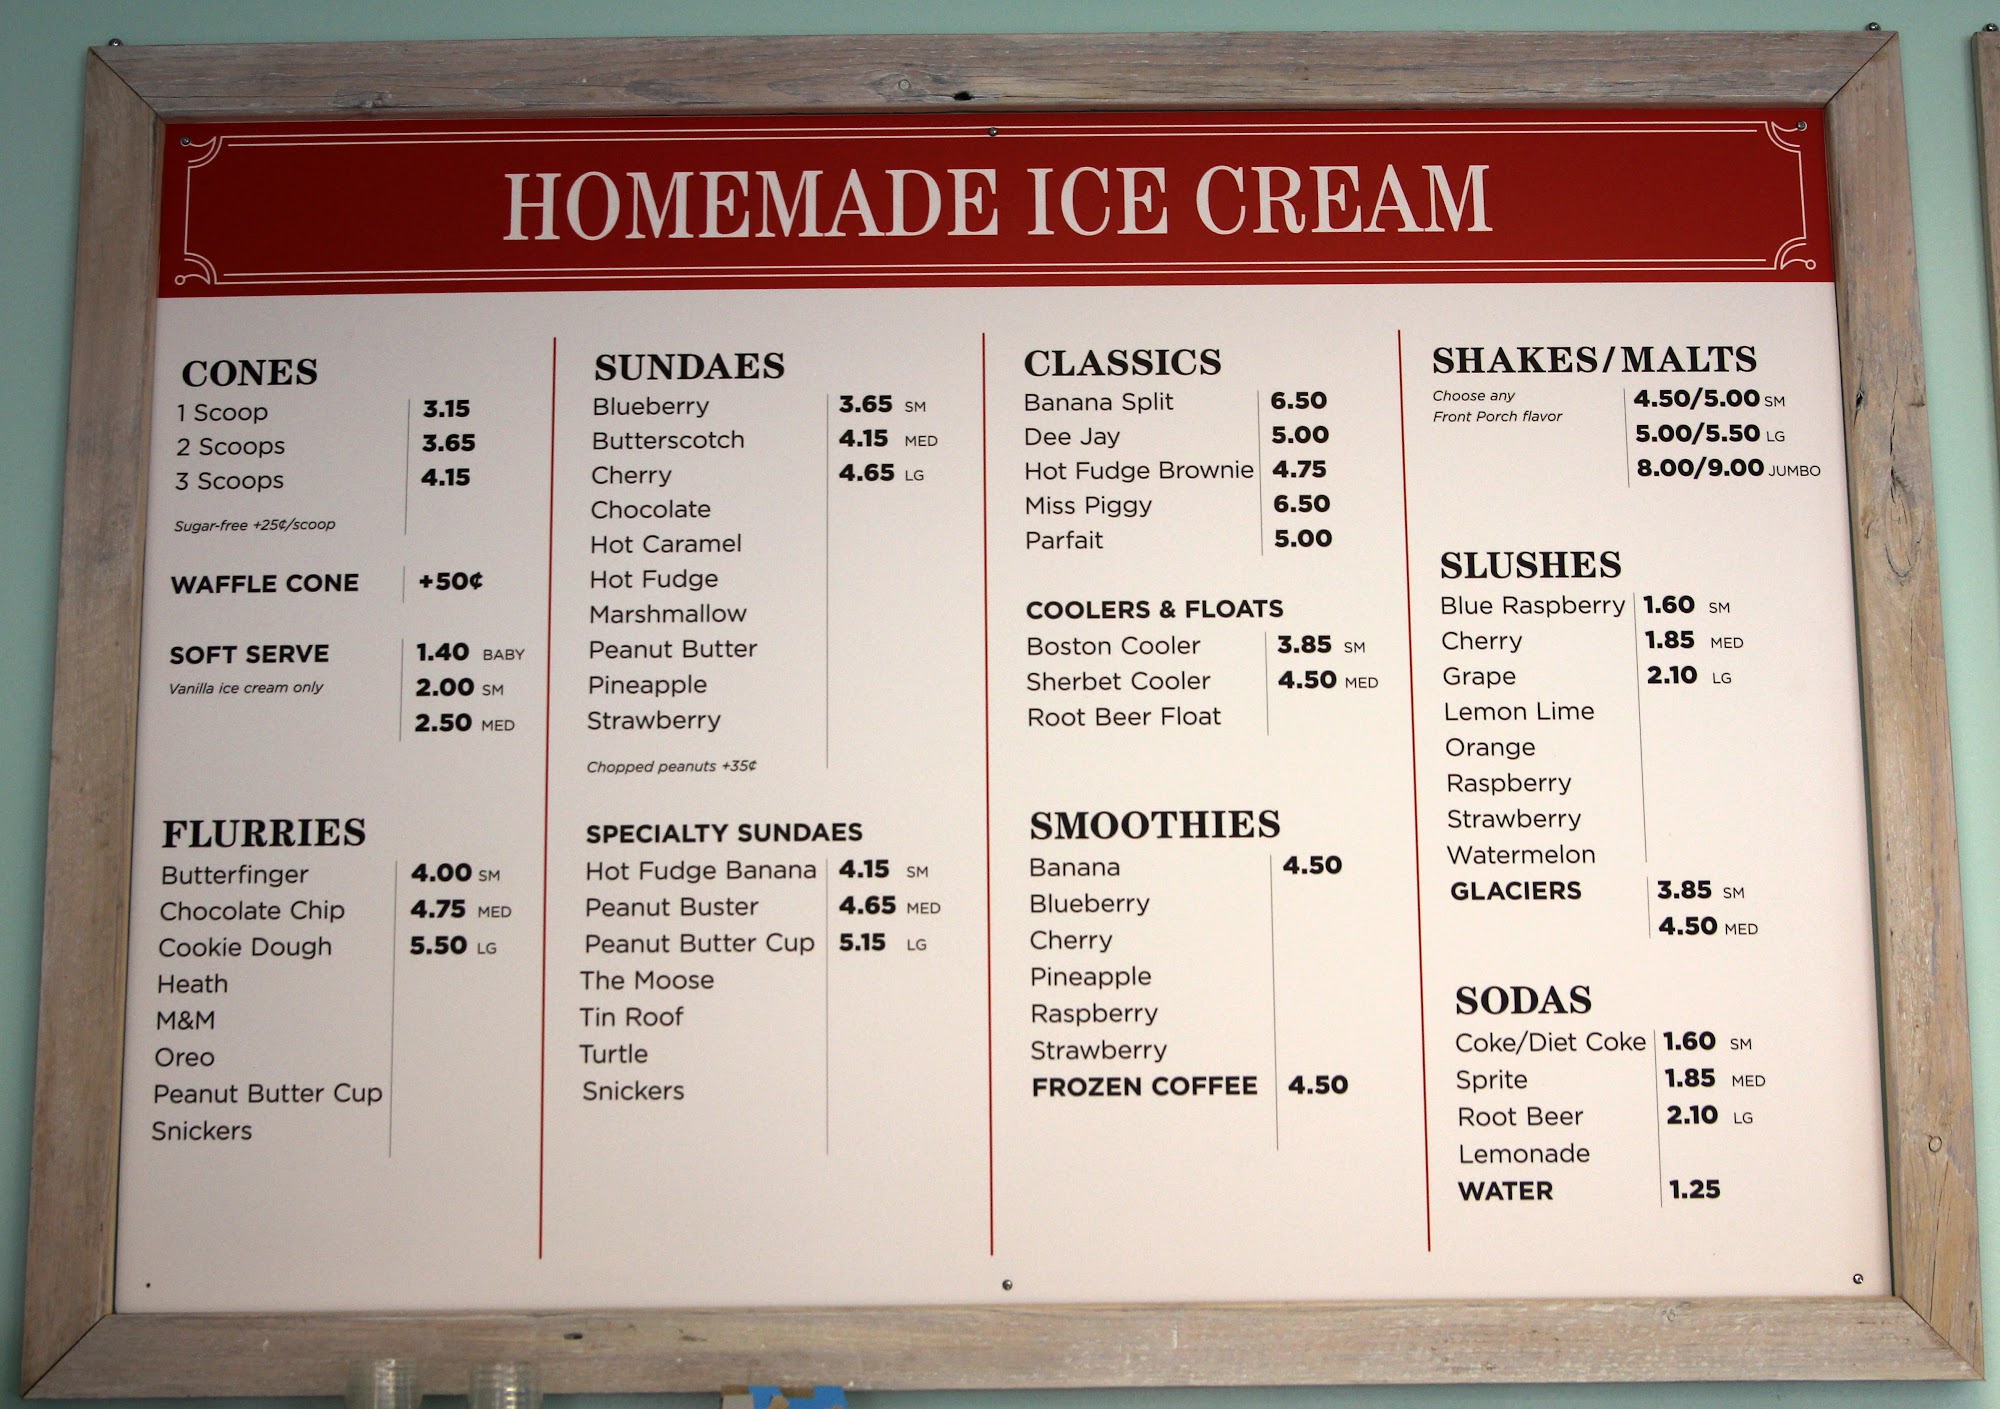 HOMEMADE ICE CREAM
CONES
1 Scoop 3.15
2 Scoops 3.65
3 Scoops 4.15
Sugar-free +25¢/scoop
WAFFLE CONE +50¢
SOFT SERVE 1.40 BABY
Vanilla ice cream only 2.00 SM
2.50 MED
FLURRIES
Butterfinger 4.00 SM
Chocolate Chip 4.75 MED
Cookie Dough 5.50 LG
Heath
M&M
Oreo
Peanut Butter Cup
Snickers
SUNDAES
Blueberry 3.65 SM
Butterscotch 4.15 MED
Cherry 4.65 LG
Chocolate
Hot Caramel
Hot Fudge
Marshmallow
Peanut Butter
Pineapple
Strawberry
Chopped peanuts +35¢
SPECIALTY SUNDAES
Hot Fudge Banana 4.15 SM
Peanut Buster 4.65 MED
Peanut Butter Cup 5.15 LG
The Moose
Tin Roof
Turtle
Snickers
CLASSICS
Banana Split 6.50
Dee Jay 5.00
Hot Fudge Brownie 4.75
Miss Piggy 6.50
Parfait 5.00
COOLERS & FLOATS
Boston Cooler 3.85 SM
Sherbet Cooler 4.50 MED
Root Beer Float
SMOOTHIES
Banana 4.50
Blueberry
Cherry
Pineapple
Raspberry
Strawberry
FROZEN COFFEE 4.50
SHAKES/MALTS
Choose any 4.50/5.00 SM
Front Porch flavor 5.00/5.50 LG
8.00/9.00 JUMBO
SLUSHES
Blue Raspberry 1.60 SM
Cherry 1.85 MED
Grape 2.10 LG
Lemon Lime
Orange
Raspberry
Strawberry
Watermelon
GLACIERS 3.85 SM
4.50 MED
SODAS
Coke/Diet Coke 1.60 SM
Sprite 1.85 MED
Root Beer 2.10 LG
Lemonade
WATER 1.25